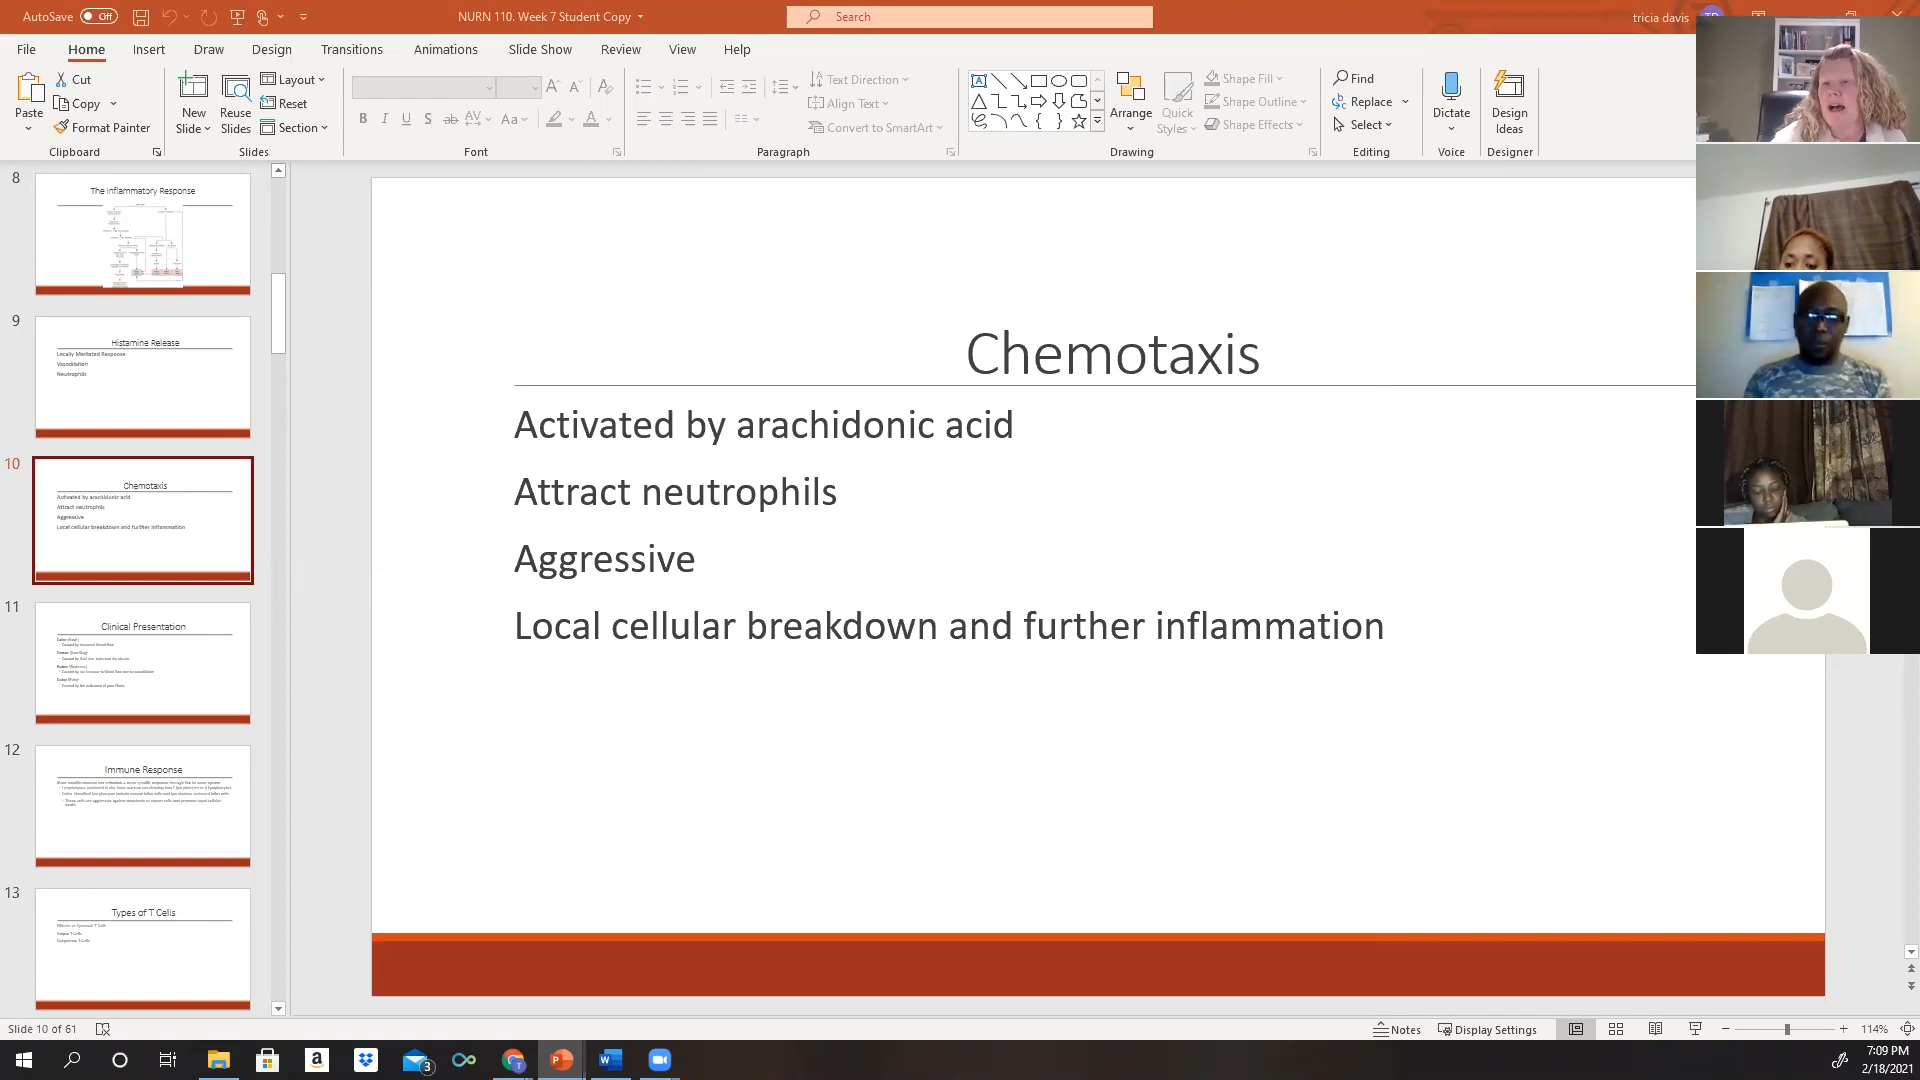 AutoSave Off
NURN 110. Week 7 Student Copy
Search
tricia davis
File Home Insert Draw Design Transitions Animations Slide Show Review View Help
Paste
Cut
Copy
Format Painter
Clipboard
New Slide
Reuse Slides
Layout
Reset
Section
Slides
Font
Text Direction
Align Text
Convert to SmartArt
Paragraph
Arrange
Quick Styles
Shape Fill
Shape Outline
Shape Effects
Drawing
Find
Replace
Select
Editing
Dictate
Voice
Design Ideas
Designer
8
The Inflammatory Response
9
Histamine Release
Locally Mediated Response
Vasodilation
Neutrophils
10
Chemotaxis
Activated by arachidonic acid
Attract neutrophils
Aggressive
Local cellular breakdown and further inflammation
11
Clinical Presentation
12
Immune Response
13
Types of T Cells
Chemotaxis
Activated by arachidonic acid
Attract neutrophils
Aggressive
Local cellular breakdown and further inflammation
Slide 10 of 61
Notes
Display Settings
114%
3
7:09 PM
2/18/2021